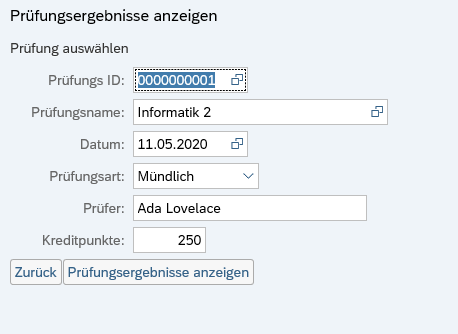 Prüfungsergebnisse anzeigen
Prüfung auswählen
Prüfungs ID: 0000000001
Prüfungsname: Informatik 2
Datum: 11.05.2020
Prüfungsart: Mündlich
Prüfer: Ada Lovelace
Kreditpunkte: 250
Zurück Prüfungsergebnisse anzeigen